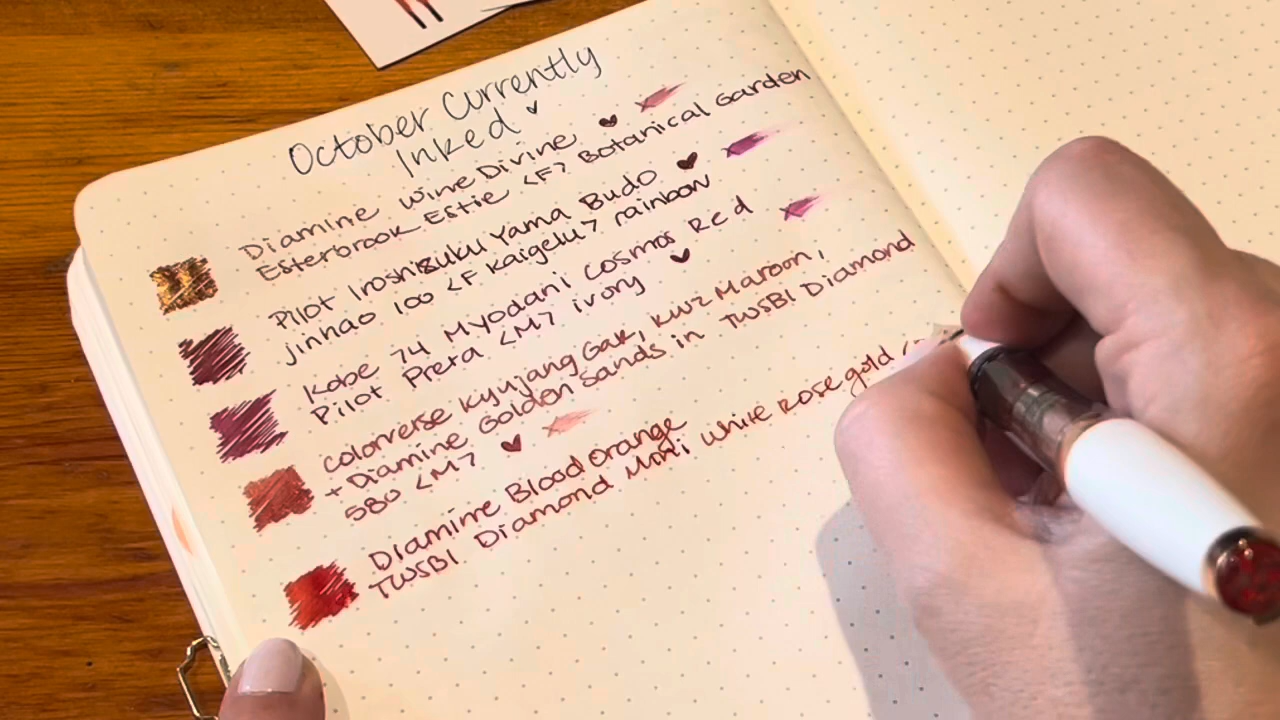 October Currently
Inked
Diamine Wine Divine
Esterbrook Estie <F> Botanical Garden
Pilot Iroshizuku Yama Budo
jinhao 100 <F Kaigelu> rainbow
Kobe 74 Myodani Cosmos Red
Pilot Prera <M> ivory
Colorverse Kyujang Gak, KWZ Maroon,
+ Diamine Golden Sands in TWSBI Diamond
580 <M>
Diamine Blood Orange
TWSBI Diamond Mini White Rose gold